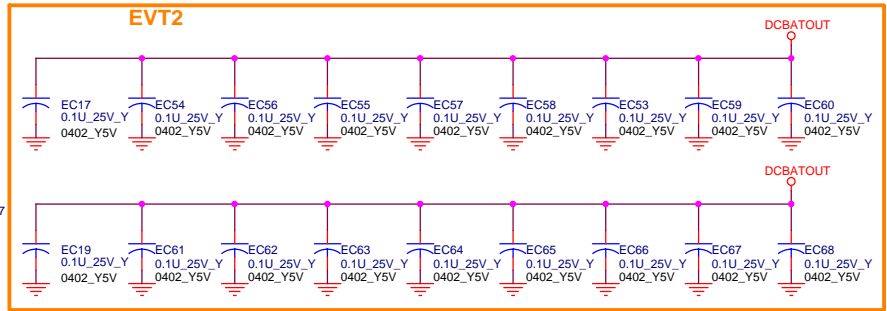 EVT2
DCBATOUT
EC17 EC54 EC56 EC55 EC57 EC58 EC53 EC59 EC60
0.1U_25V_Y 0.1U_25V_Y 0.1U_25V_Y 0.1U_25V_Y 0.1U_25V_Y 0.1U_25V_Y 0.1U_25V_Y 0.1U_25V_Y 0.1U_25V_Y
0402_Y5V 0402_Y5V 0402_Y5V 0402_Y5V 0402_Y5V 0402_Y5V 0402_Y5V 0402_Y5V 0402_Y5V
DCBATOUT
7
EC19 EC61 EC62 EC63 EC64 EC65 EC66 EC67 EC68
0.1U_25V_Y 0.1U_25V_Y 0.1U_25V_Y 0.1U_25V_Y 0.1U_25V_Y 0.1U_25V_Y 0.1U_25V_Y 0.1U_25V_Y 0.1U_25V_Y
0402_Y5V 0402_Y5V 0402_Y5V 0402_Y5V 0402_Y5V 0402_Y5V 0402_Y5V 0402_Y5V 0402_Y5V